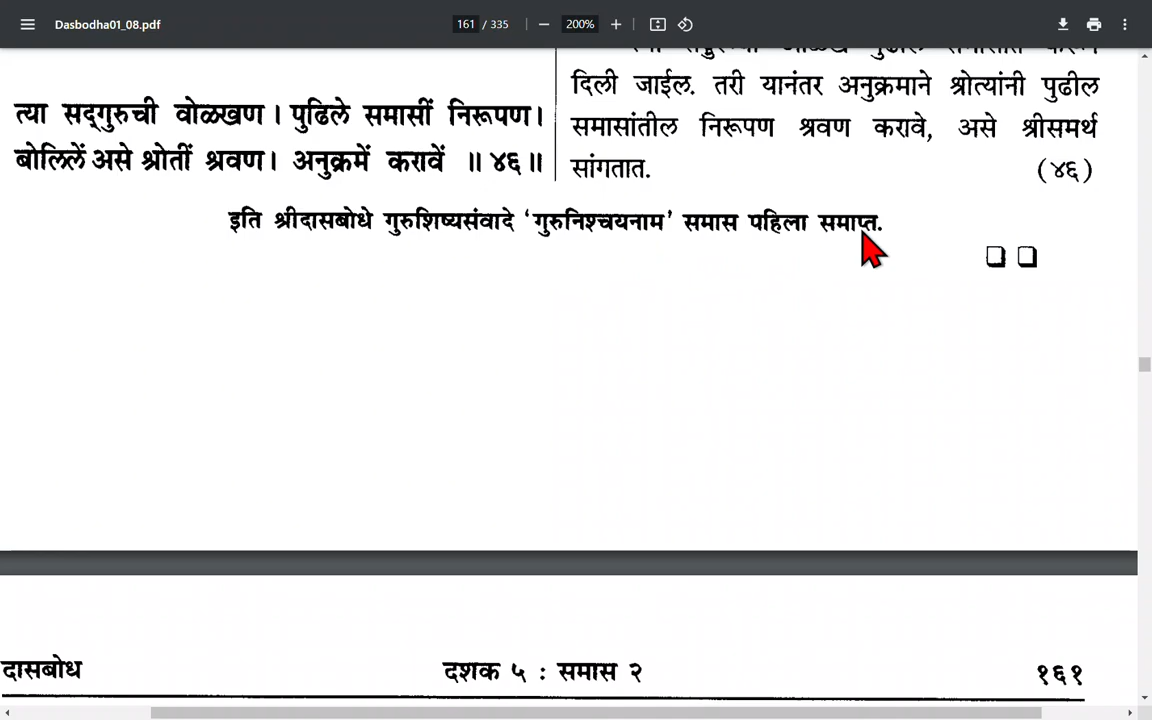 Dasbodha01_08.pdf
161 / 335
200%
त्या सद्‌गुरुची वोळखण । पुढिले समासीं निरूपण ।
बोलिलें असे श्रोतीं श्रवण । अनुक्रमें करावें ॥ ४६ ॥
दिली जाईल. तरी यानंतर अनुक्रमाने श्रोत्यांनी पुढील
समासांतील निरूपण श्रवण करावे, असे श्रीसमर्थ
सांगतात. (४६)
इति श्रीदासबोधे गुरुशिष्यसंवादे ‘गुरुनिश्चयनाम’ समास पहिला समाप्त.
दासबोध दशक ५ : समास २ १६१